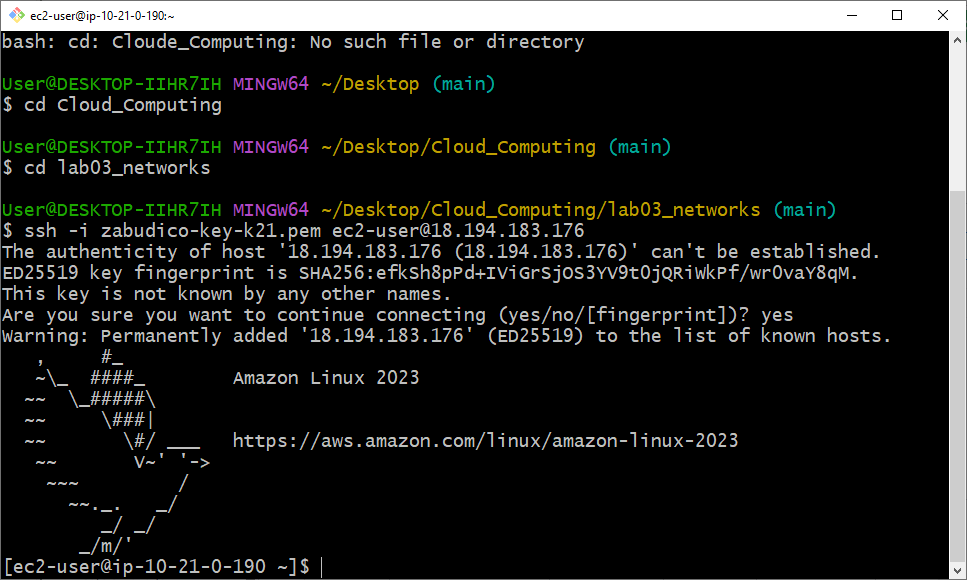 ec2-user@ip-10-21-0-190:~
bash: cd: Cloude_Computing: No such file or directory
User@DESKTOP-IIHR7IH MINGW64 ~/Desktop (main)
$ cd Cloud_Computing
User@DESKTOP-IIHR7IH MINGW64 ~/Desktop/Cloud_Computing (main)
$ cd lab03_networks
User@DESKTOP-IIHR7IH MINGW64 ~/Desktop/Cloud_Computing/lab03_networks (main)
$ ssh -i zabudico-key-k21.pem ec2-user@18.194.183.176
The authenticity of host '18.194.183.176 (18.194.183.176)' can't be established.
ED25519 key fingerprint is SHA256:efkSh8pPd+IViGrSjOS3YV9tOjQRiWkPf/wr0vaY8qM.
This key is not known by any other names.
Are you sure you want to continue connecting (yes/no/[fingerprint])? yes
Warning: Permanently added '18.194.183.176' (ED25519) to the list of known hosts.
   ,     #_
   ~\_  ####_        Amazon Linux 2023
  ~~  \_#####\
  ~~     \###|
  ~~       \#/ ___   https://aws.amazon.com/linux/amazon-linux-2023
   ~~       V~' '->
    ~~~         /
      ~~._.   _/
         _/ _/
       _/m/'
[ec2-user@ip-10-21-0-190 ~]$